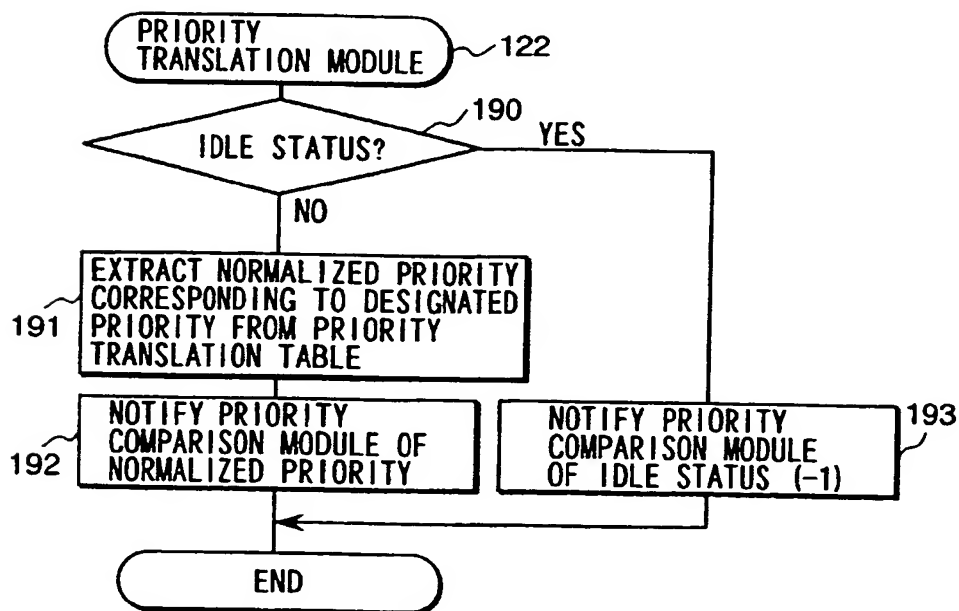 PRIORITY
TRANSLATION MODULE
122
190
IDLE STATUS?
YES
NO
191
EXTRACT NORMALIZED PRIORITY
CORRESPONDING TO DESIGNATED
PRIORITY FROM PRIORITY
TRANSLATION TABLE
192
NOTIFY PRIORITY
COMPARISON MODULE OF
NORMALIZED PRIORITY
193
NOTIFY PRIORITY
COMPARISON MODULE
OF IDLE STATUS (-1)
END